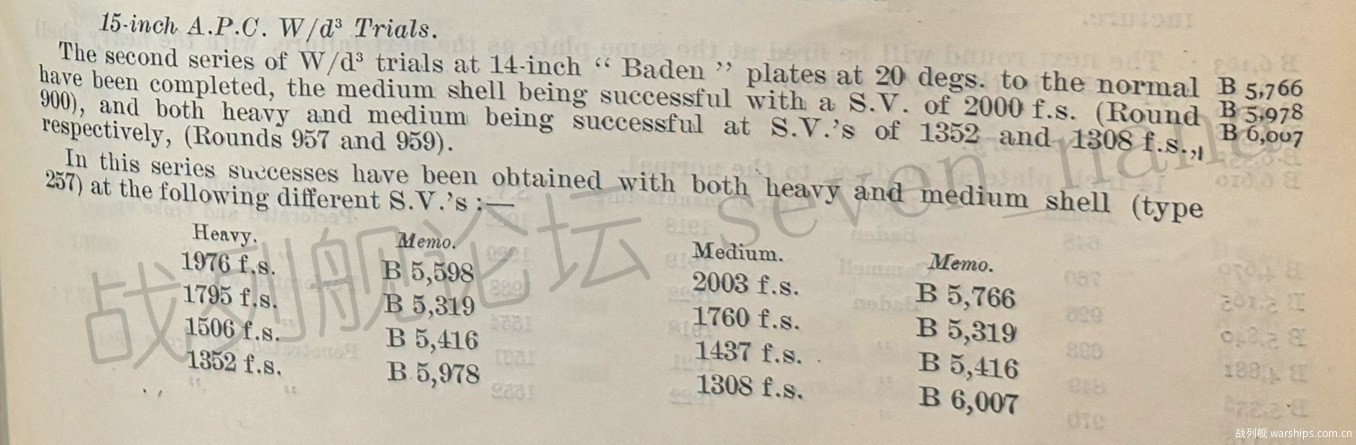 15-inch A.P.C. W/d³ Trials.
The second series of W/d³ trials at 14-inch “ Baden ” plates at 20 degs. to the normal B 5,766
have been completed, the medium shell being successful with a S.V. of 2000 f.s. (Round B 5,978
900), and both heavy and medium being successful at S.V.’s of 1352 and 1308 f.s., B 6,007
respectively, (Rounds 957 and 959).
In this series successes have been obtained with both heavy and medium shell (type
257) at the following different S.V.’s :—
Heavy. Memo. Medium. Memo.
1976 f.s. B 5,598 2003 f.s. B 5,766
1795 f.s. B 5,319 1760 f.s. B 5,319
1506 f.s. B 5,416 1437 f.s. B 5,416
1352 f.s. B 5,978 1308 f.s. B 6,007
战列舰论坛 seven_nana
战列舰 warships.com.cn